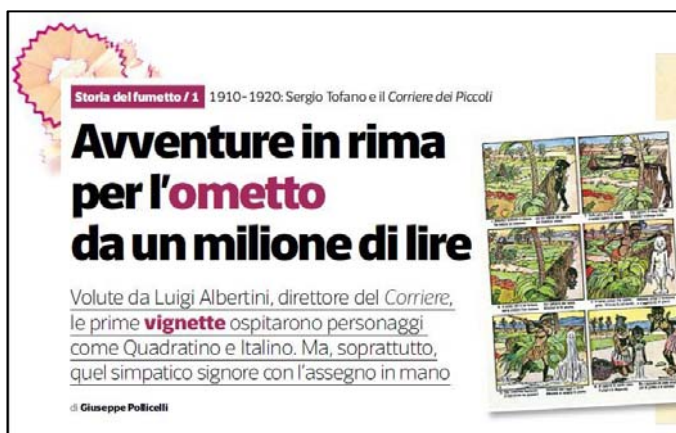 Storia del fumetto / 1 1910-1920: Sergio Tofano e il Corriere dei Piccoli
Avventure in rima
per l'ometto
da un milione di lire
Volute da Luigi Albertini, direttore del Corriere,
le prime vignette ospitarono personaggi
come Quadratino e Italino. Ma, soprattutto,
quel simpatico signore con l'assegno in mano
di Giuseppe Pollicelli